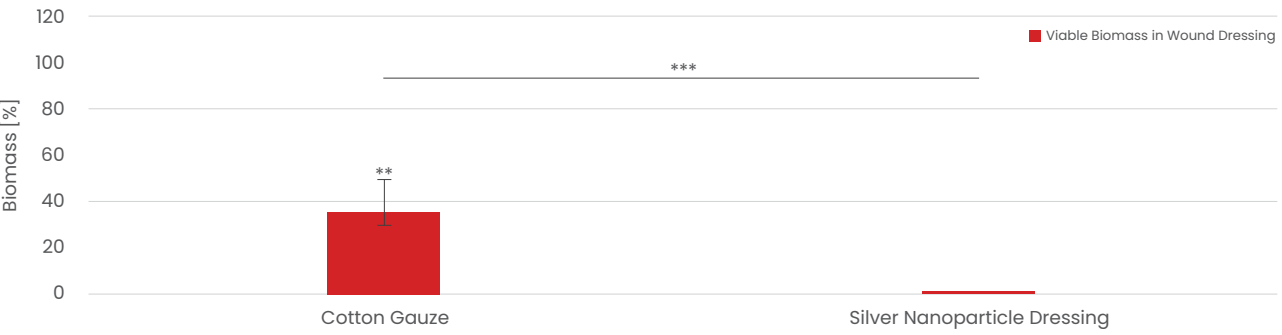 120
Viable Biomass in Wound Dressing
100
***
80
Biomass [%]
60
**
40
20
0
Cotton Gauze
Silver Nanoparticle Dressing